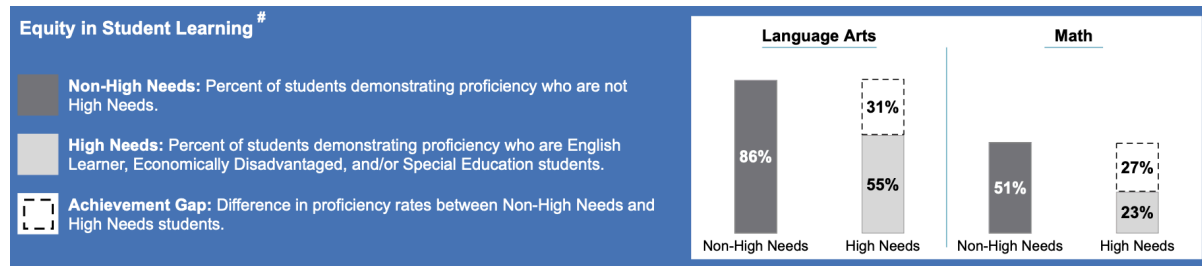 Equity in Student Learning #
Non-High Needs: Percent of students demonstrating proficiency who are not
High Needs.
High Needs: Percent of students demonstrating proficiency who are English
Learner, Economically Disadvantaged, and/or Special Education students.
Achievement Gap: Difference in proficiency rates between Non-High Needs and
High Needs students.
Language Arts
86%
31%
55%
Non-High Needs
High Needs
Math
51%
27%
23%
Non-High Needs
High Needs